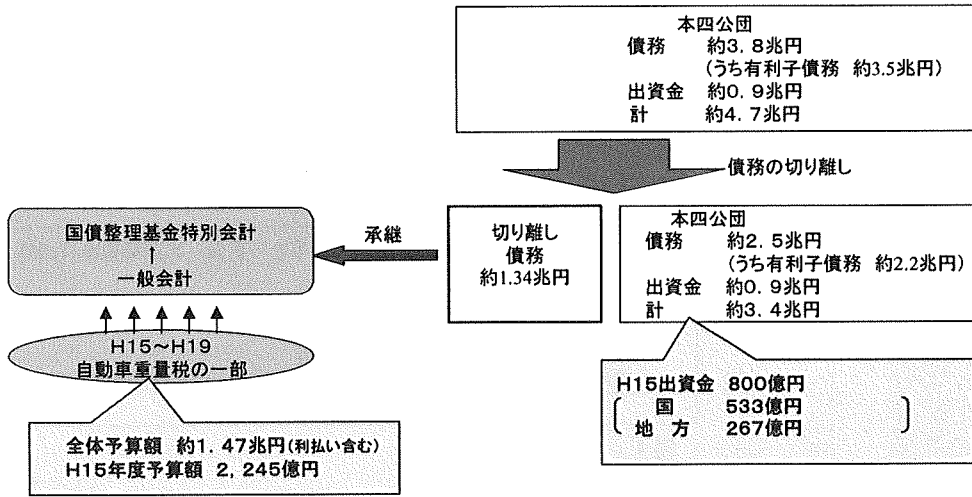 本四公団
債務 約3.8兆円
(うち有利子債務 約3.5兆円)
出資金 約0.9兆円
計 約4.7兆円
債務の切り離し
国債整理基金特別会計
↑
一般会計
承継
切り離し
債務
約1.34兆円
本四公団
債務 約2.5兆円
(うち有利子債務 約2.2兆円)
出資金 約0.9兆円
計 約3.4兆円
H15～H19
自動車重量税の一部
H15出資金 800億円
国 533億円
地方 267億円
全体予算額 約1.47兆円(利払い含む)
H15年度予算額 2,245億円